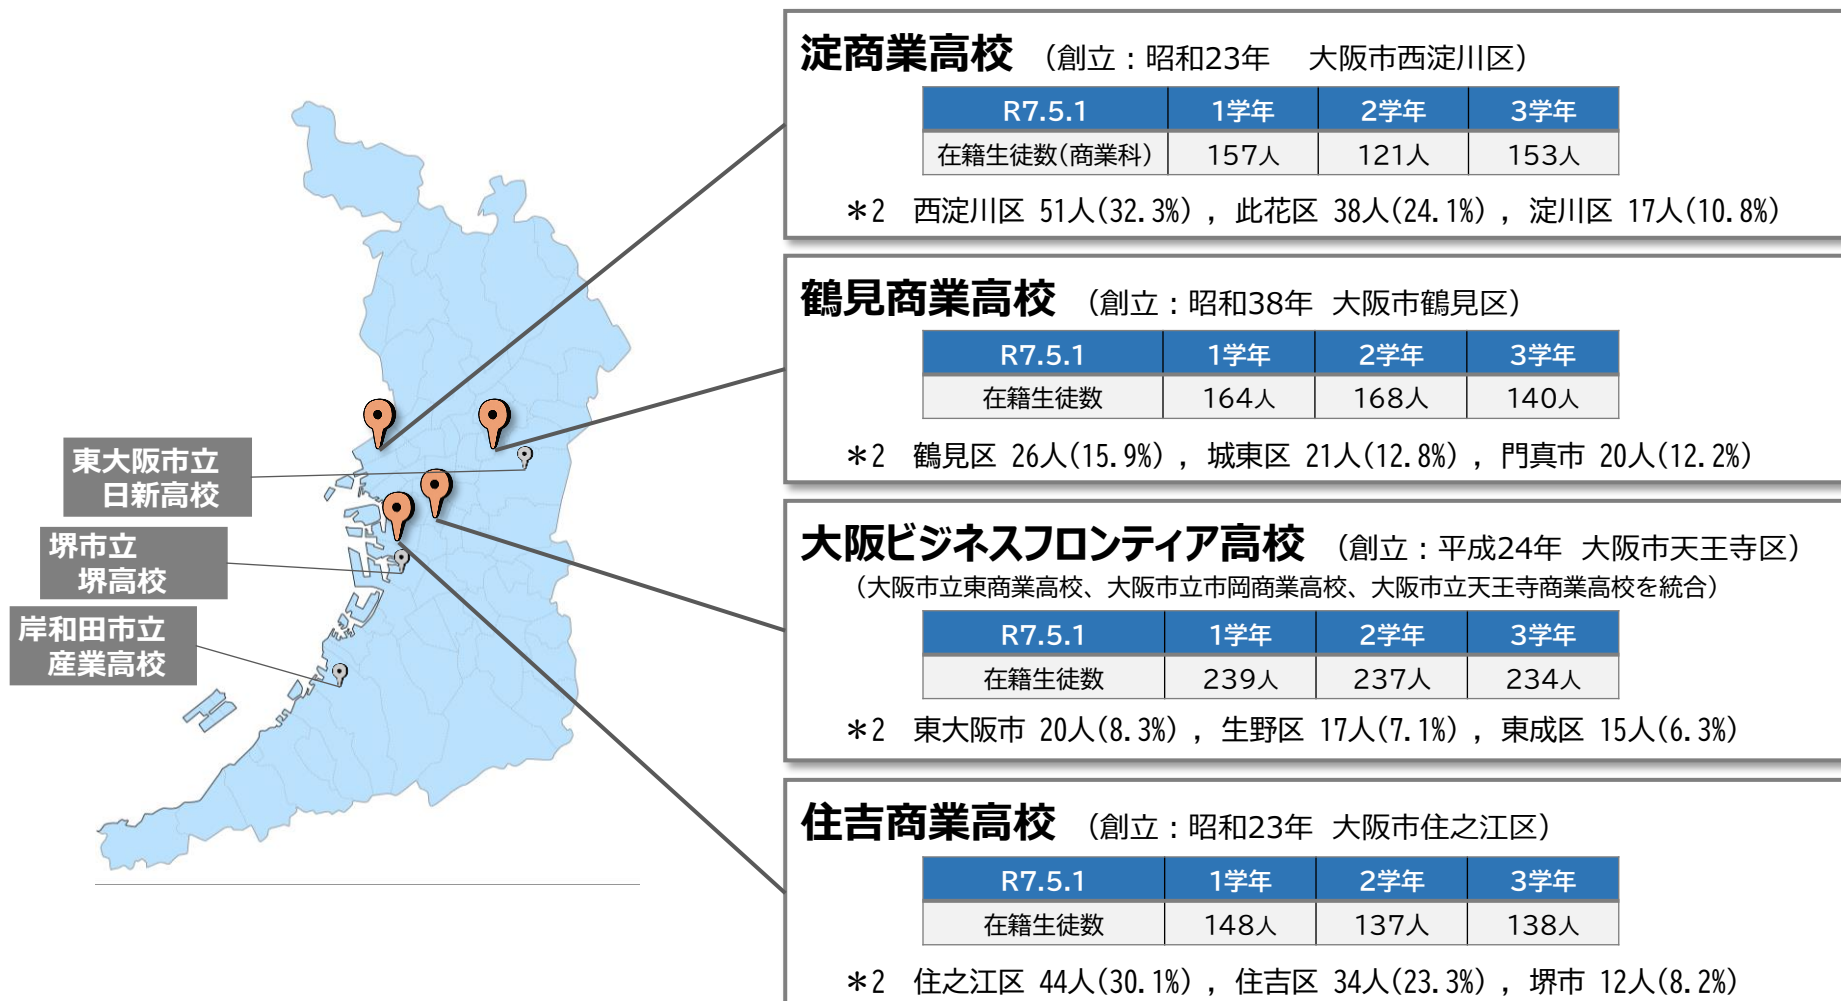 淀商業高校 （創立：昭和23年 大阪市西淀川区）
R7.5.1 1学年 2学年 3学年
在籍生徒数(商業科) 157人 121人 153人
＊2 西淀川区 51人(32.3%) , 此花区 38人(24.1%) , 淀川区 17人(10.8%)
鶴見商業高校 （創立：昭和38年 大阪市鶴見区）
R7.5.1 1学年 2学年 3学年
在籍生徒数 164人 168人 140人
＊2 鶴見区 26人(15.9%) , 城東区 21人(12.8%) , 門真市 20人(12.2%)
大阪ビジネスフロンティア高校 （創立：平成24年 大阪市天王寺区）
（大阪市立東商業高校、大阪市立市岡商業高校、大阪市立天王寺商業高校を統合）
R7.5.1 1学年 2学年 3学年
在籍生徒数 239人 237人 234人
＊2 東大阪市 20人(8.3%) , 生野区 17人(7.1%) , 東成区 15人(6.3%)
住吉商業高校 （創立：昭和23年 大阪市住之江区）
R7.5.1 1学年 2学年 3学年
在籍生徒数 148人 137人 138人
＊2 住之江区 44人(30.1%) , 住吉区 34人(23.3%) , 堺市 12人(8.2%)
東大阪市立
日新高校
堺市立
堺高校
岸和田市立
産業高校